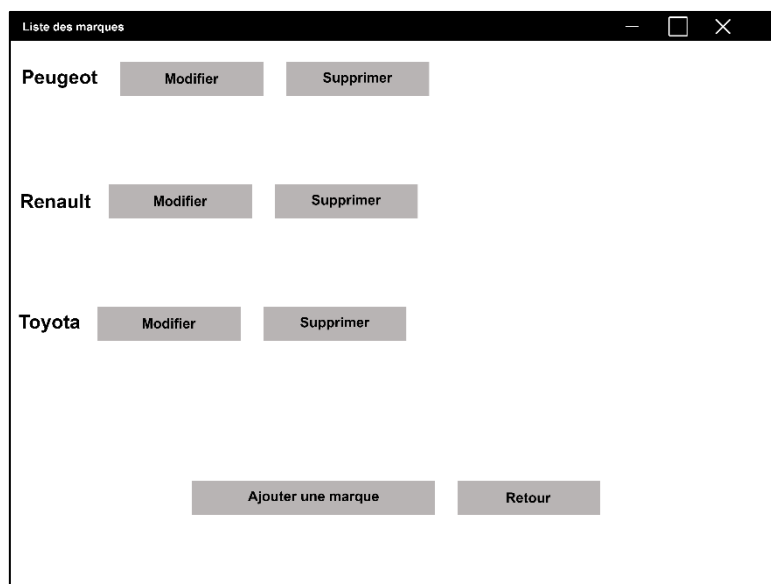 Liste des marques
Peugeot Modifier Supprimer
Renault Modifier Supprimer
Toyota Modifier Supprimer
Ajouter une marque Retour